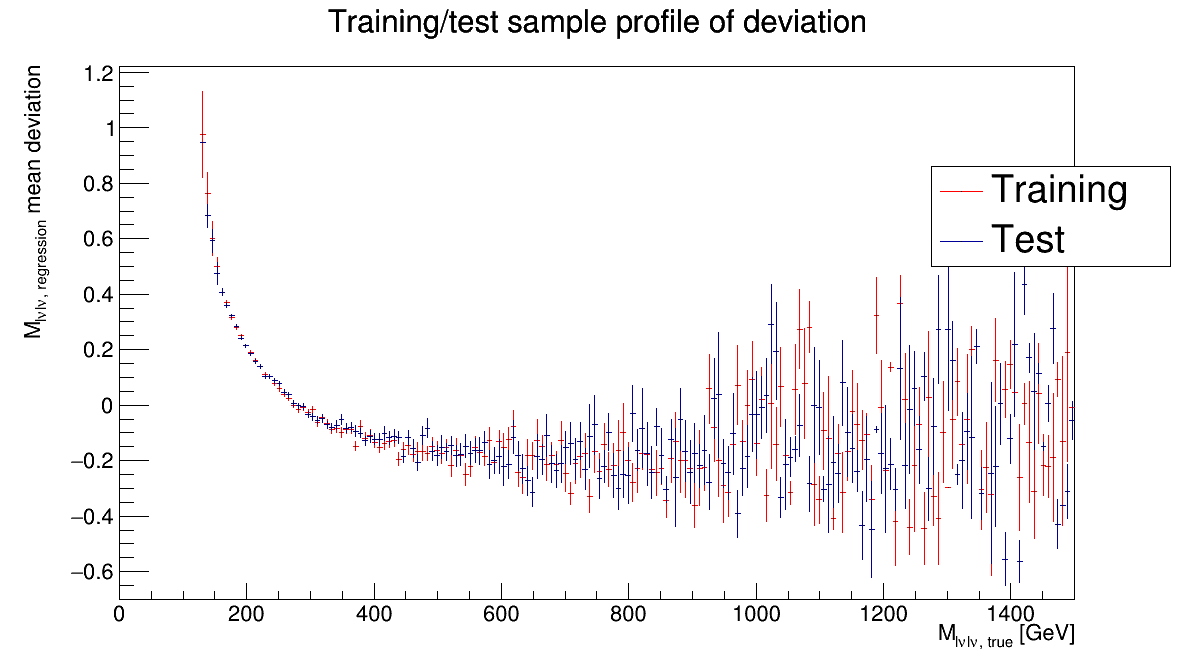 Training/test sample profile of deviation
M_lνlν, regression mean deviation
1.2
1
0.8
0.6
0.4
0.2
0
−0.2
−0.4
−0.6
Training
Test
0 200 400 600 800 1000 1200 1400
M_lνlν, true [GeV]